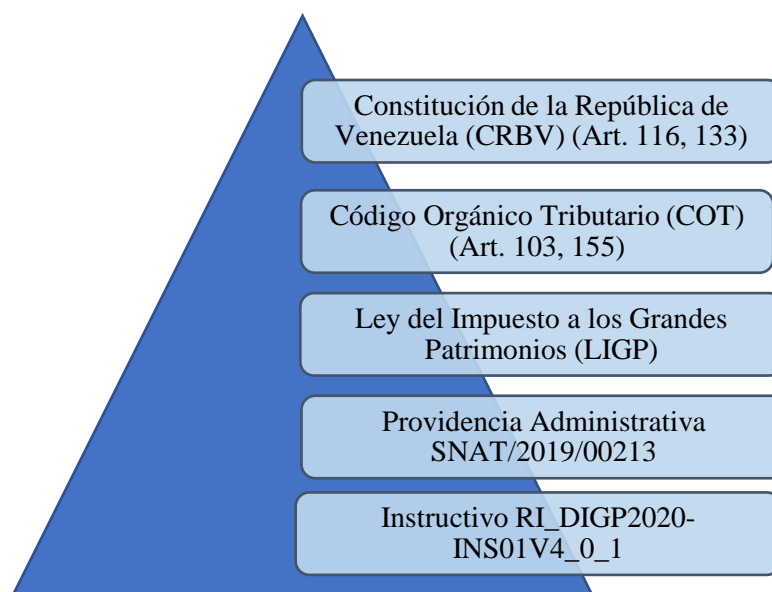 Constitución de la República de
Venezuela (CRBV) (Art. 116, 133)
Código Orgánico Tributario (COT)
(Art. 103, 155)
Ley del Impuesto a los Grandes
Patrimonios (LIGP)
Providencia Administrativa
SNAT/2019/00213
Instructivo RI_DIGP2020-
INS01V4_0_1